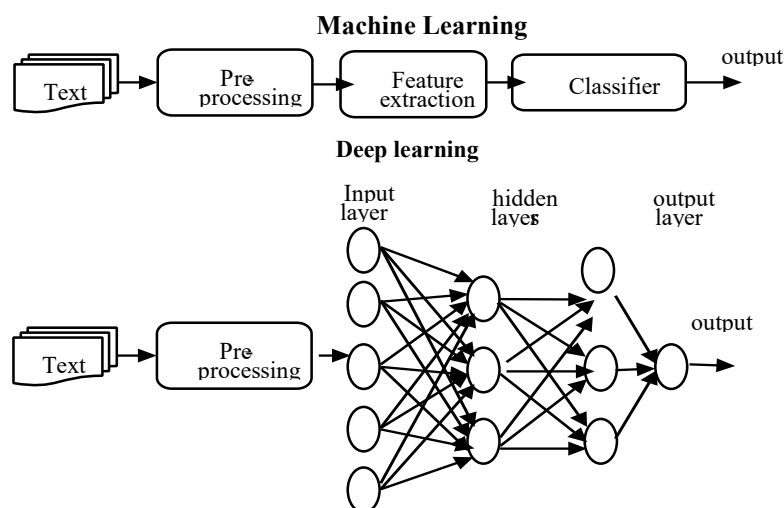 Machine Learning
output
Text
Pre-
processing
Feature
extraction
Classifier
Deep learning
Input
layer
hidden
layers
output
layer
output
Text
Pre-
processing